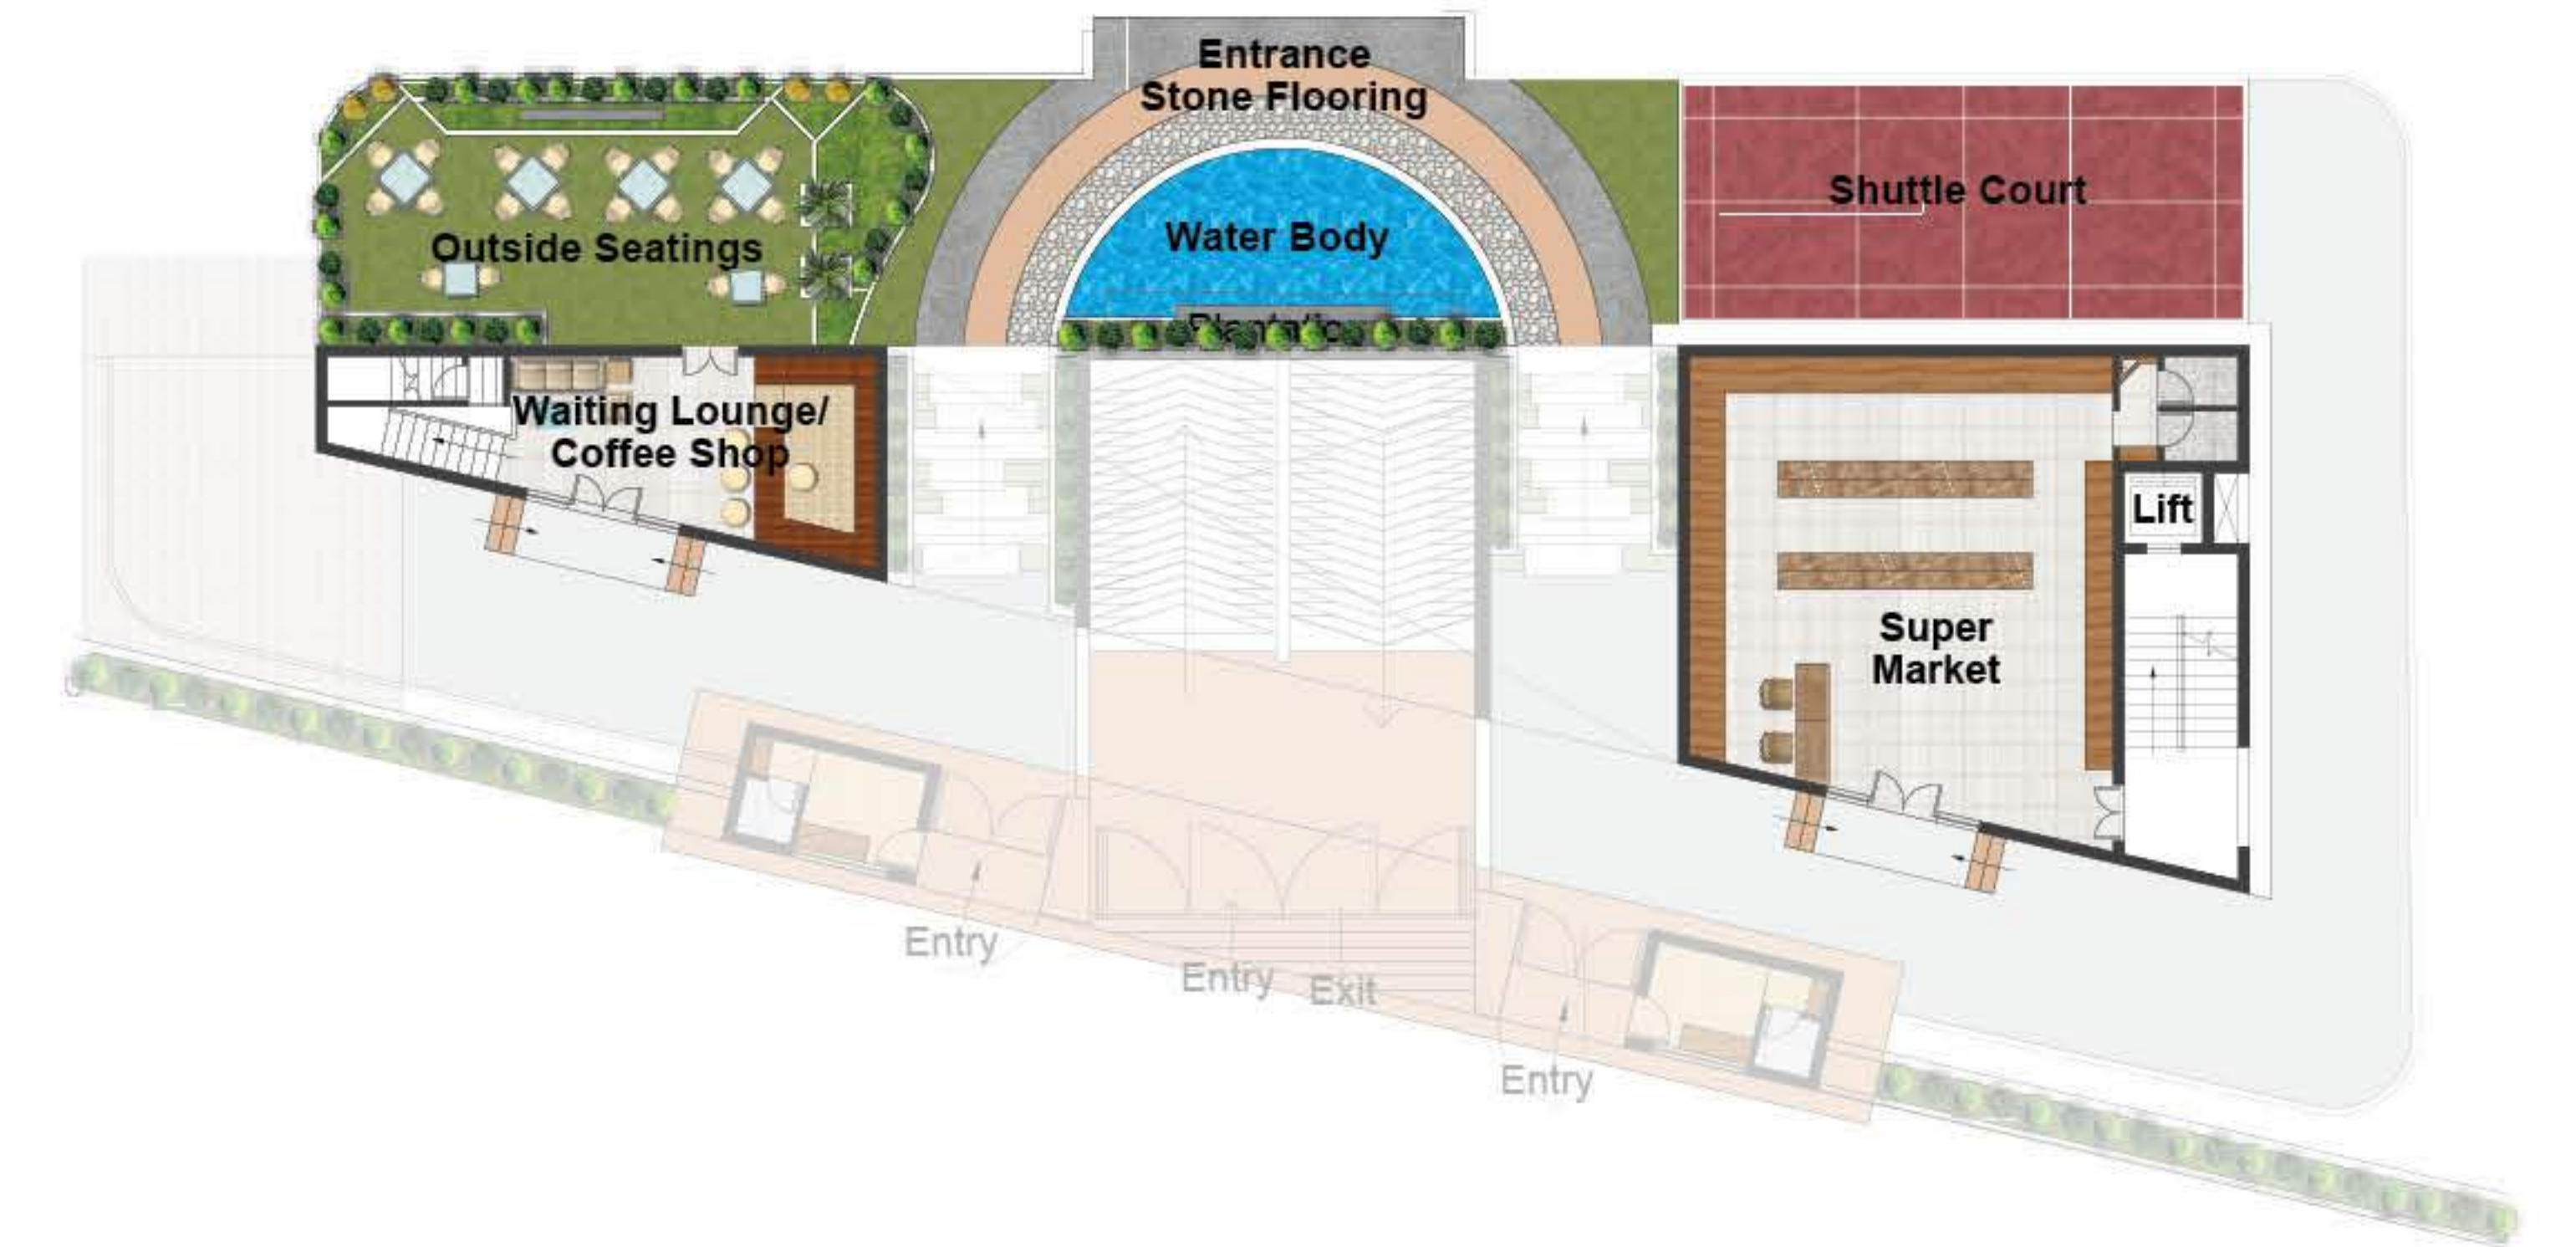 Entrance
Stone Flooring
Shuttle Court
Water Body
Outside Seatings
Plantation
Waiting Lounge/
Coffee Shop
Lift
Super
Market
Entry
Entry
Exit
Entry